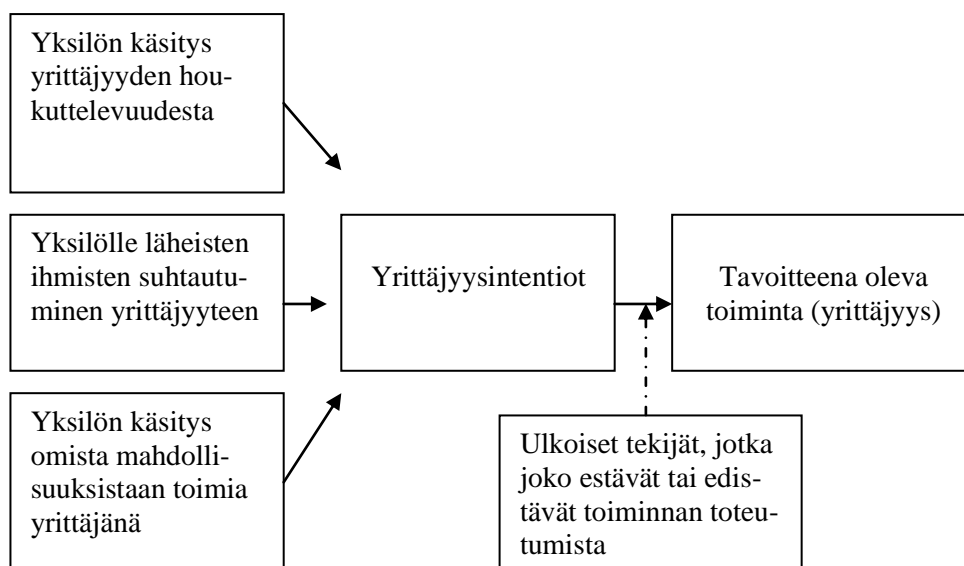 Yksilön käsitys
yrittäjyyden hou-
kuttelevuudesta
Yksilölle läheisten
ihmisten suhtautu-
minen yrittäjyyteen
Yksilön käsitys
omista mahdolli-
suuksistaan toimia
yrittäjänä
Yrittäjyysintentiot
Tavoitteena oleva
toiminta (yrittäjyys)
Ulkoiset tekijät, jotka
joko estävät tai edis-
tävät toiminnan toteu-
tumista